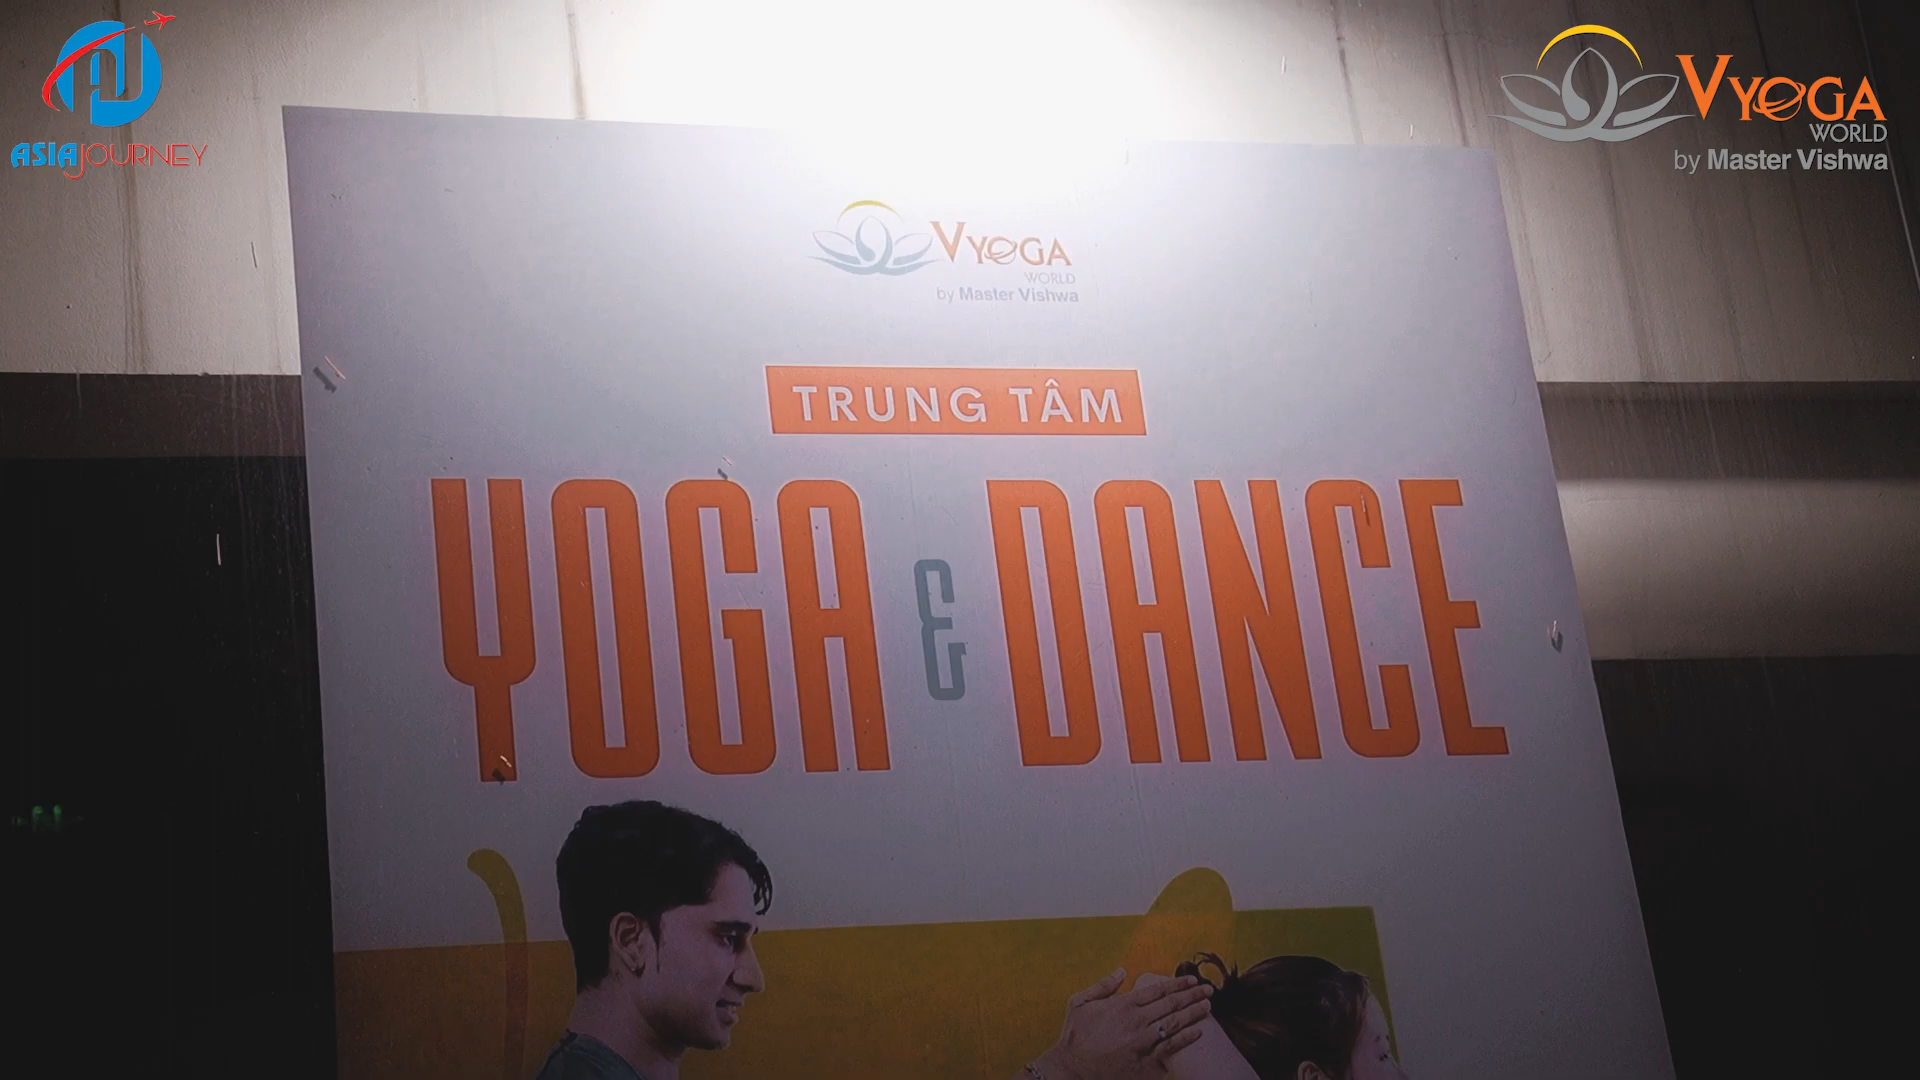 ASIAJOURNEY
VYOGA
WORLD
by Master Vishwa
VYOGA
WORLD
by Master Vishwa
TRUNG TÂM
YOGA & DANCE